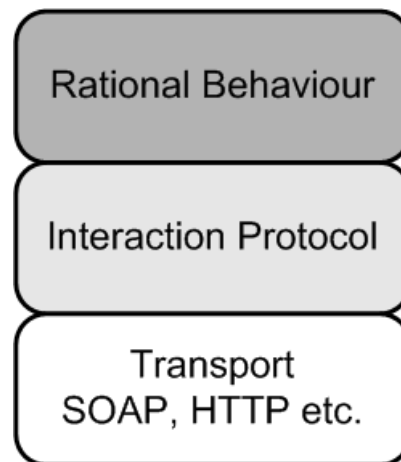 Rational Behaviour
Interaction Protocol
Transport
SOAP, HTTP etc.